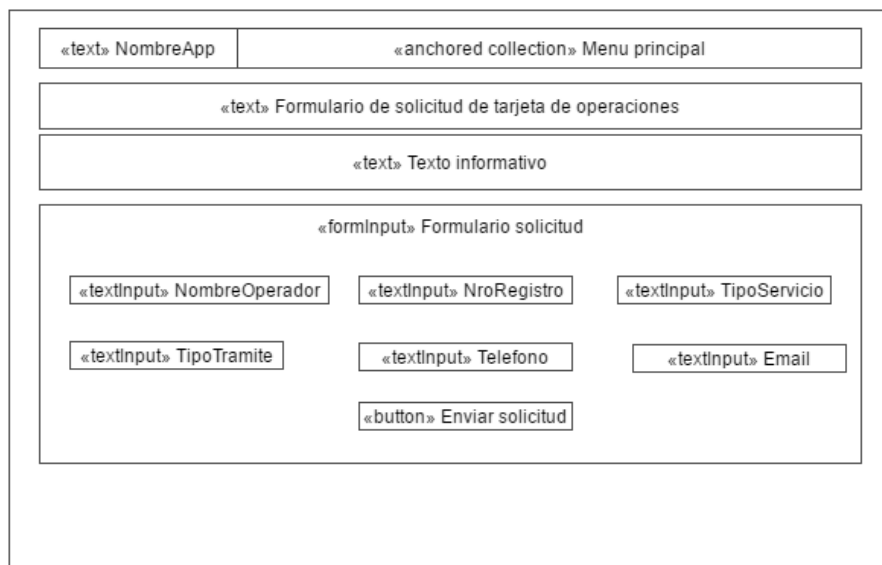 «text» NombreApp
«anchored collection» Menu principal
«text» Formulario de solicitud de tarjeta de operaciones
«text» Texto informativo
«formInput» Formulario solicitud
«textInput» NombreOperador
«textInput» NroRegistro
«textInput» TipoServicio
«textInput» TipoTramite
«textInput» Telefono
«textInput» Email
«button» Enviar solicitud